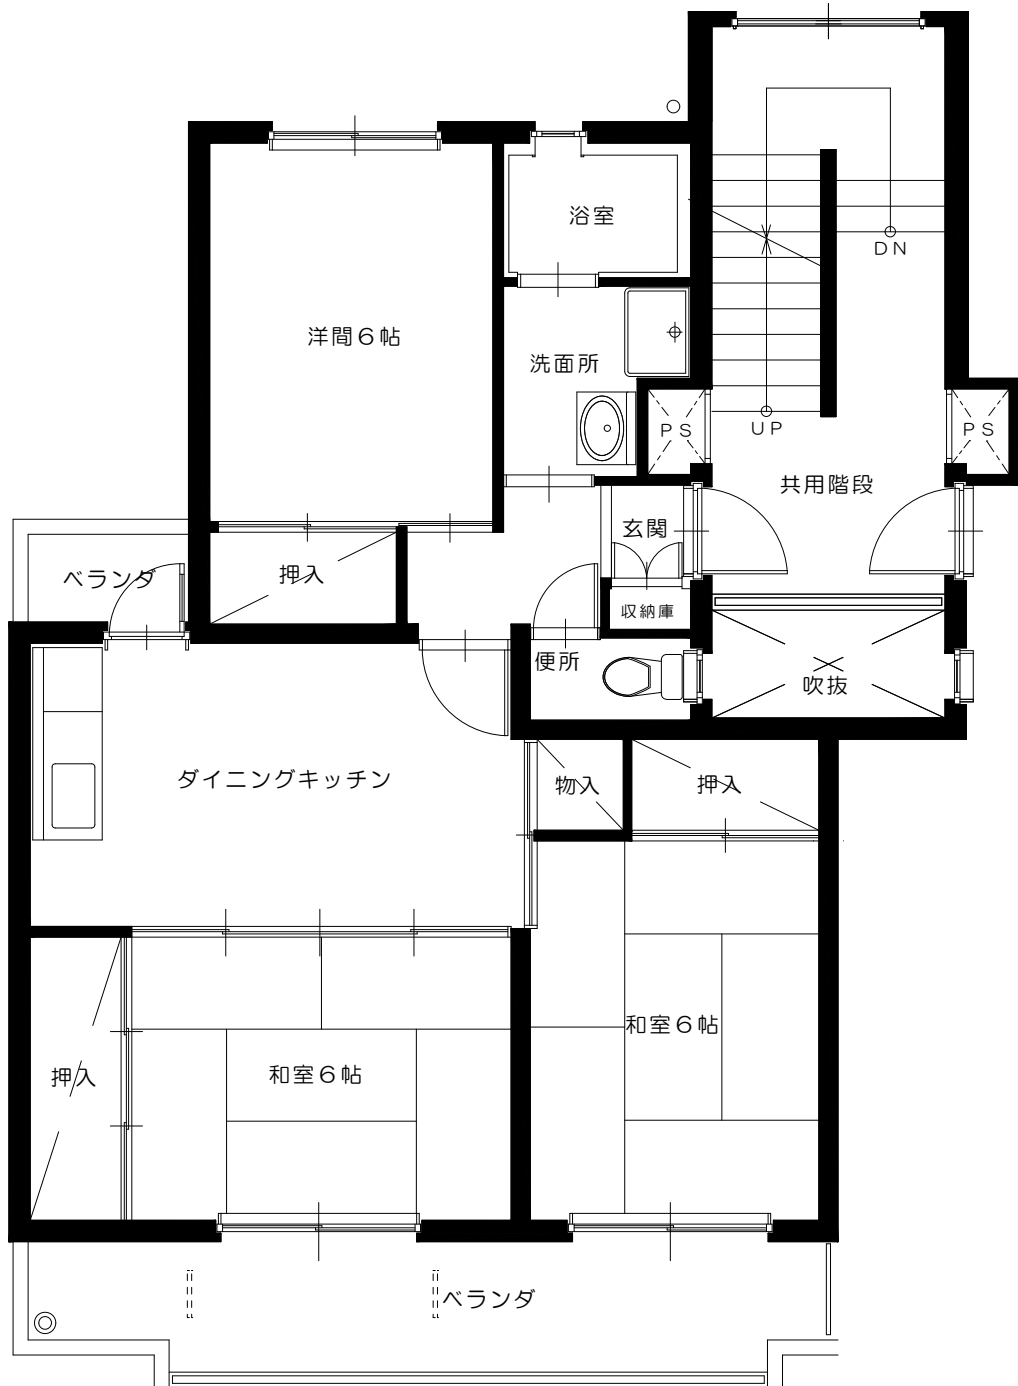 浴室
DN
洋間6帖
洗面所
PS
UP
PS
共用階段
玄関
ベランダ
押入
収納庫
便所
吹抜
ダイニングキッチン
物入
押入
和室6帖
押入
和室6帖
ベランダ